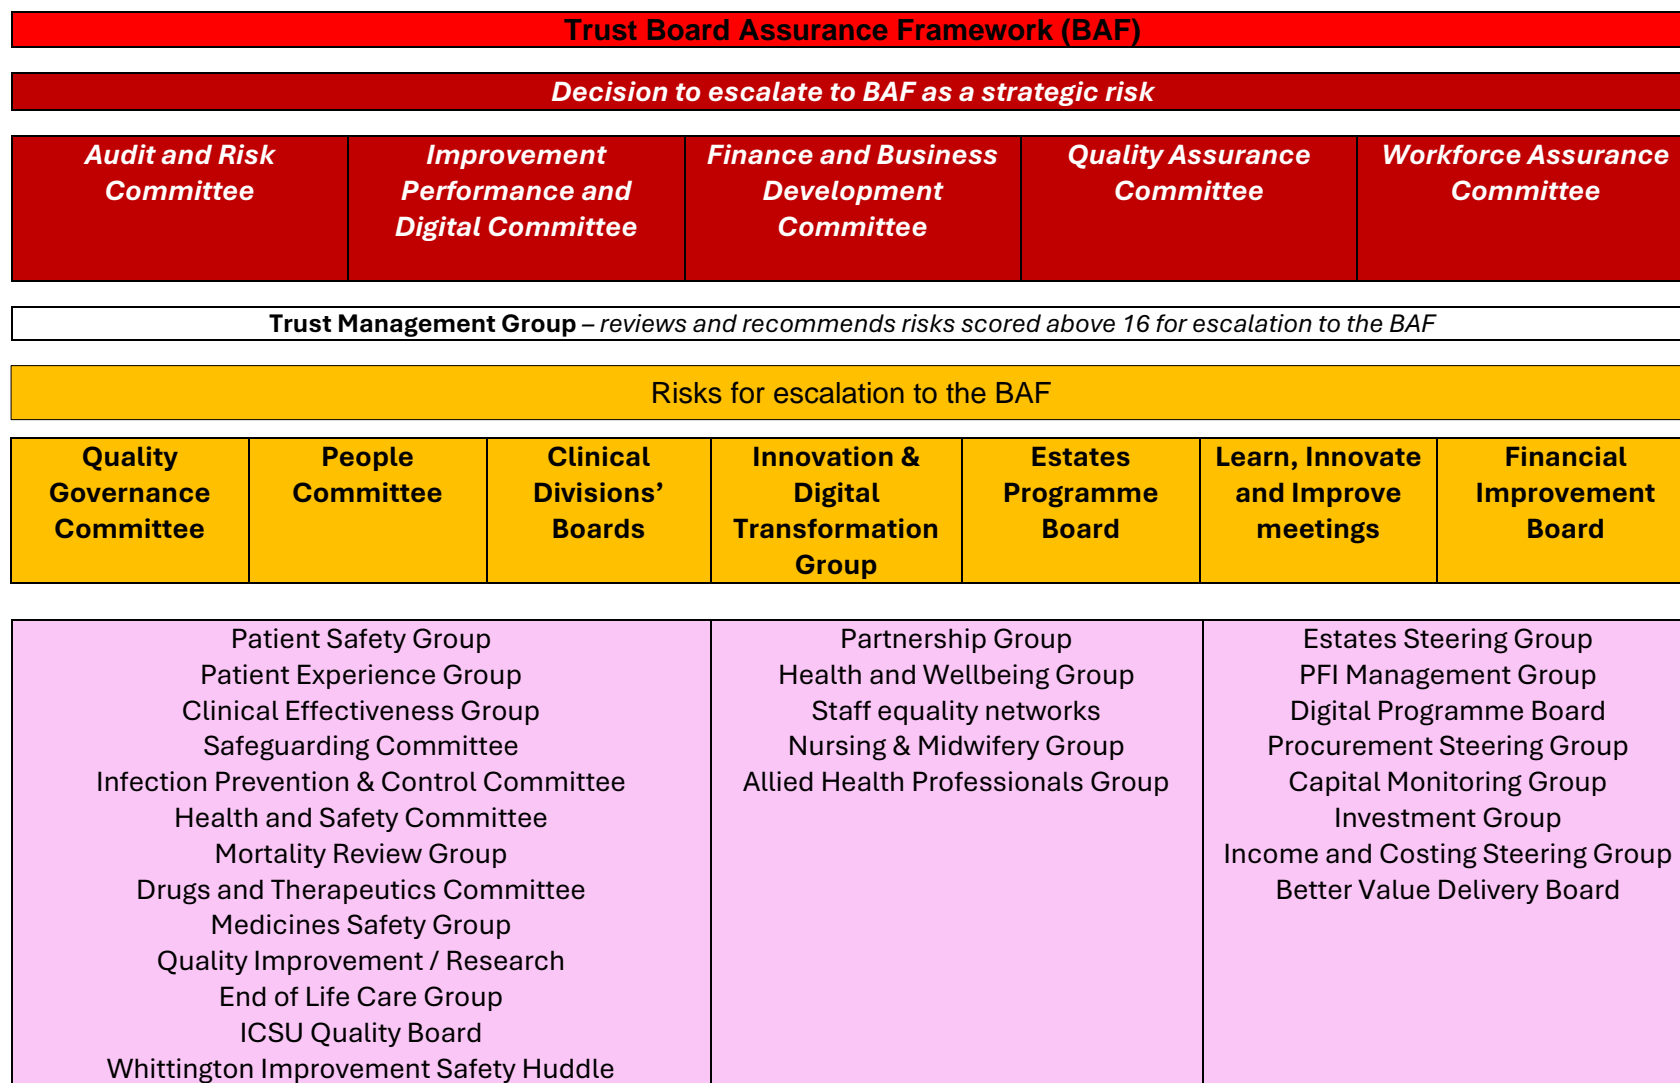 Trust Board Assurance Framework (BAF)
Decision to escalate to BAF as a strategic risk
Audit and Risk
Committee
Improvement
Performance and
Digital Committee
Finance and Business
Development
Committee
Quality Assurance
Committee
Workforce Assurance
Committee
Trust Management Group – reviews and recommends risks scored above 16 for escalation to the BAF
Risks for escalation to the BAF
Quality
Governance
Committee
People
Committee
Clinical
Divisions’
Boards
Innovation &
Digital
Transformation
Group
Estates
Programme
Board
Learn, Innovate
and Improve
meetings
Financial
Improvement
Board
Patient Safety Group
Patient Experience Group
Clinical Effectiveness Group
Safeguarding Committee
Infection Prevention & Control Committee
Health and Safety Committee
Mortality Review Group
Drugs and Therapeutics Committee
Medicines Safety Group
Quality Improvement / Research
End of Life Care Group
ICSU Quality Board
Whittington Improvement Safety Huddle
Partnership Group
Health and Wellbeing Group
Staff equality networks
Nursing & Midwifery Group
Allied Health Professionals Group
Estates Steering Group
PFI Management Group
Digital Programme Board
Procurement Steering Group
Capital Monitoring Group
Investment Group
Income and Costing Steering Group
Better Value Delivery Board